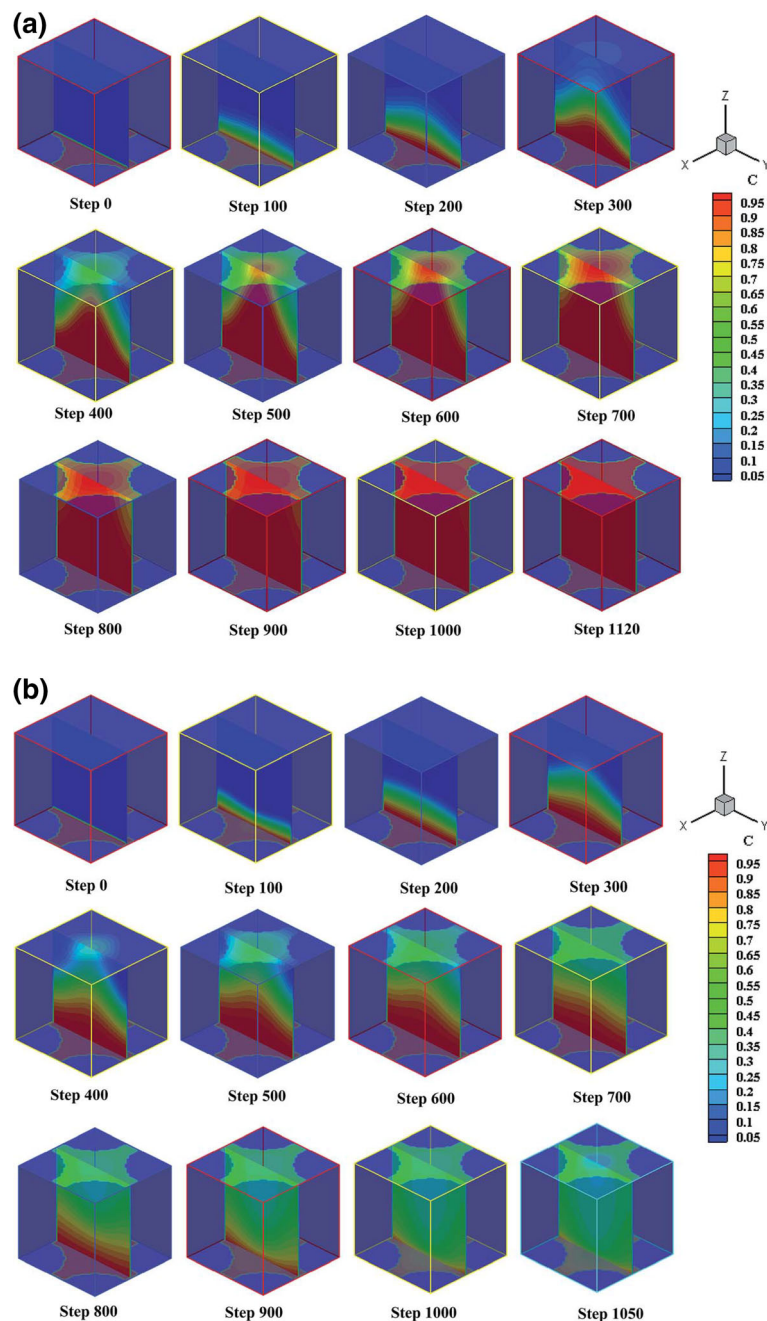 (a)
Step 0
Step 100
Step 200
Step 300
Z
X
Y
C
0.95
0.9
0.85
0.8
0.75
0.7
0.65
0.6
0.55
0.5
0.45
0.4
0.35
0.3
0.25
0.2
0.15
0.1
0.05
Step 400
Step 500
Step 600
Step 700
Step 800
Step 900
Step 1000
Step 1120
(b)
Step 0
Step 100
Step 200
Step 300
Z
X
Y
C
0.95
0.9
0.85
0.8
0.75
0.7
0.65
0.6
0.55
0.5
0.45
0.4
0.35
0.3
0.25
0.2
0.15
0.1
0.05
Step 400
Step 500
Step 600
Step 700
Step 800
Step 900
Step 1000
Step 1050